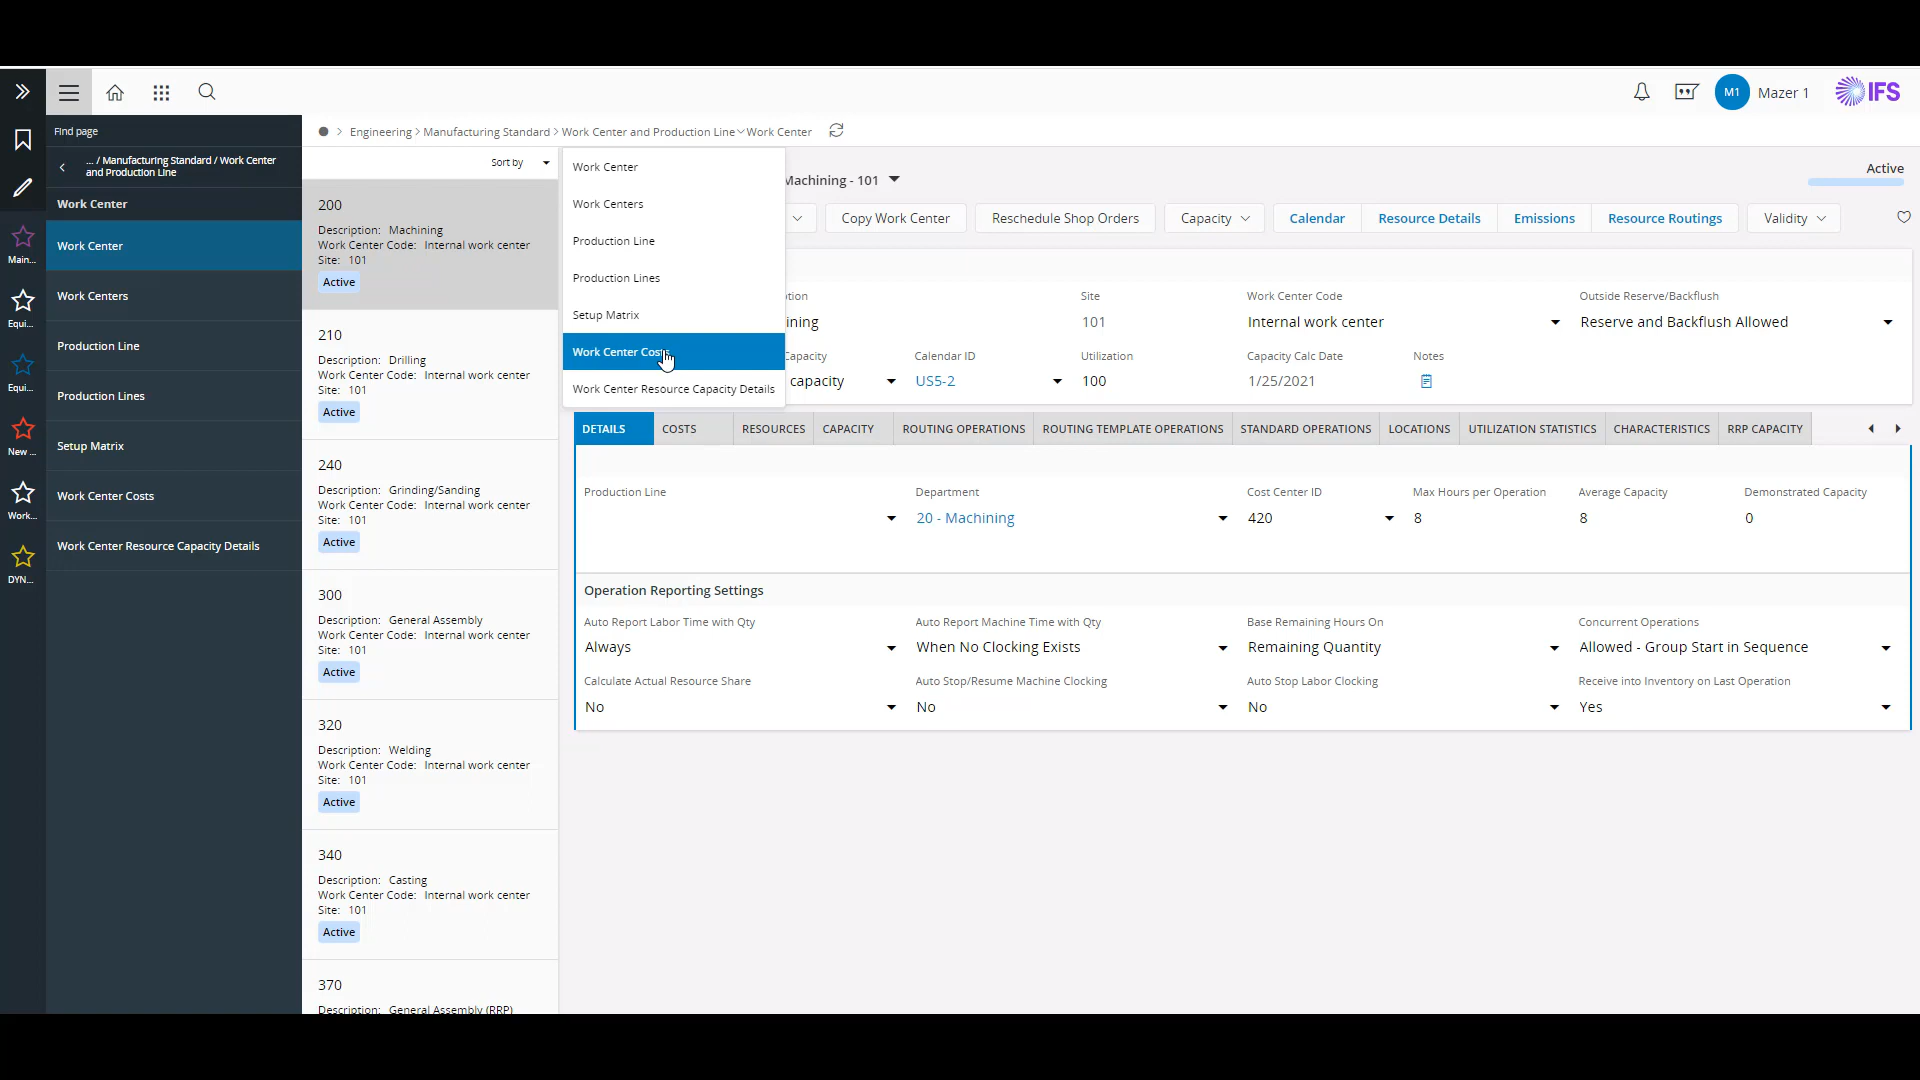 M1
Mazer 1
IFS
Find page
Engineering > Manufacturing Standard > Work Center and Production Line Work Center
... / Manufacturing Standard / Work Center
and Production Line
Work Center
Work Center
Work Centers
Production Line
Production Lines
Setup Matrix
Work Center Costs
Work Center Resource Capacity Details
Main...
Equi...
Equi...
New ...
Work...
DYN...
Sort by
200
Description: Machining
Work Center Code: Internal work center
Site: 101
Active
210
Description: Drilling
Work Center Code: Internal work center
Site: 101
Active
240
Description: Grinding/Sanding
Work Center Code: Internal work center
Site: 101
Active
300
Description: General Assembly
Work Center Code: Internal work center
Site: 101
Active
320
Description: Welding
Work Center Code: Internal work center
Site: 101
Active
340
Description: Casting
Work Center Code: Internal work center
Site: 101
Active
370
Description: General Assembly (RRP)
Work Center
Work Centers
Production Line
Production Lines
Setup Matrix
Work Center Cos
Work Center Resource Capacity Details
Machining - 101
Active
Copy Work Center
Reschedule Shop Orders
Capacity
Calendar
Resource Details
Emissions
Resource Routings
Validity
Site
Work Center Code
Outside Reserve/Backflush
101
Internal work center
Reserve and Backflush Allowed
Capacity
Calendar ID
Utilization
Capacity Calc Date
Notes
capacity
US5-2
100
1/25/2021
DETAILS
COSTS
RESOURCES
CAPACITY
ROUTING OPERATIONS
ROUTING TEMPLATE OPERATIONS
STANDARD OPERATIONS
LOCATIONS
UTILIZATION STATISTICS
CHARACTERISTICS
RRP CAPACITY
Production Line
Department
Cost Center ID
Max Hours per Operation
Average Capacity
Demonstrated Capacity
20 - Machining
420
8
8
0
Operation Reporting Settings
Auto Report Labor Time with Qty
Auto Report Machine Time with Qty
Base Remaining Hours On
Concurrent Operations
Always
When No Clocking Exists
Remaining Quantity
Allowed - Group Start in Sequence
Calculate Actual Resource Share
Auto Stop/Resume Machine Clocking
Auto Stop Labor Clocking
Receive into Inventory on Last Operation
No
No
No
Yes